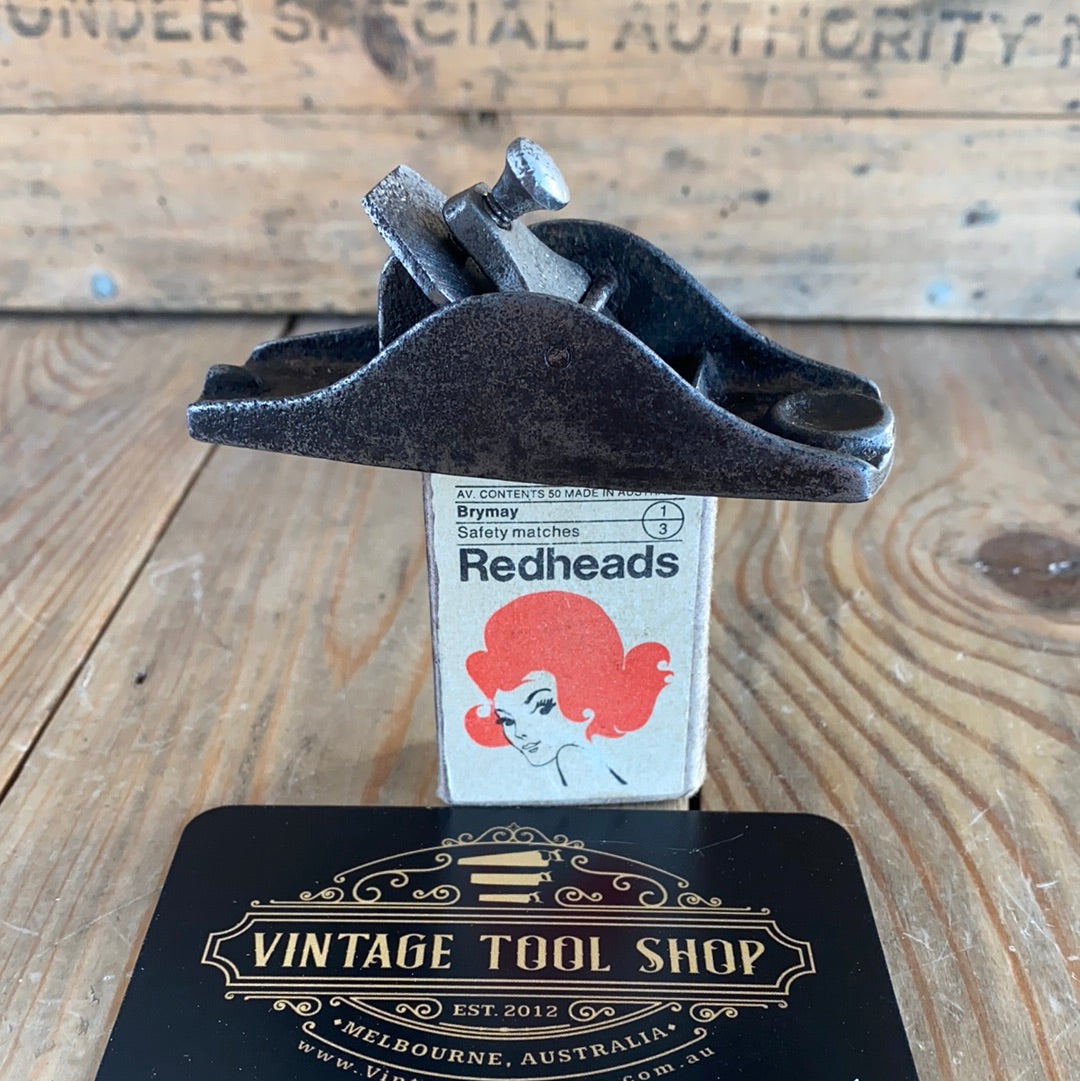 UNDER SPECIAL AUTHORITY
AV. CONTENTS 50 MADE IN
Brymay
1
Safety matches
3
Redheads
VINTAGE TOOL SHOP
EST. 2012
MELBOURNE, AUSTRALIA